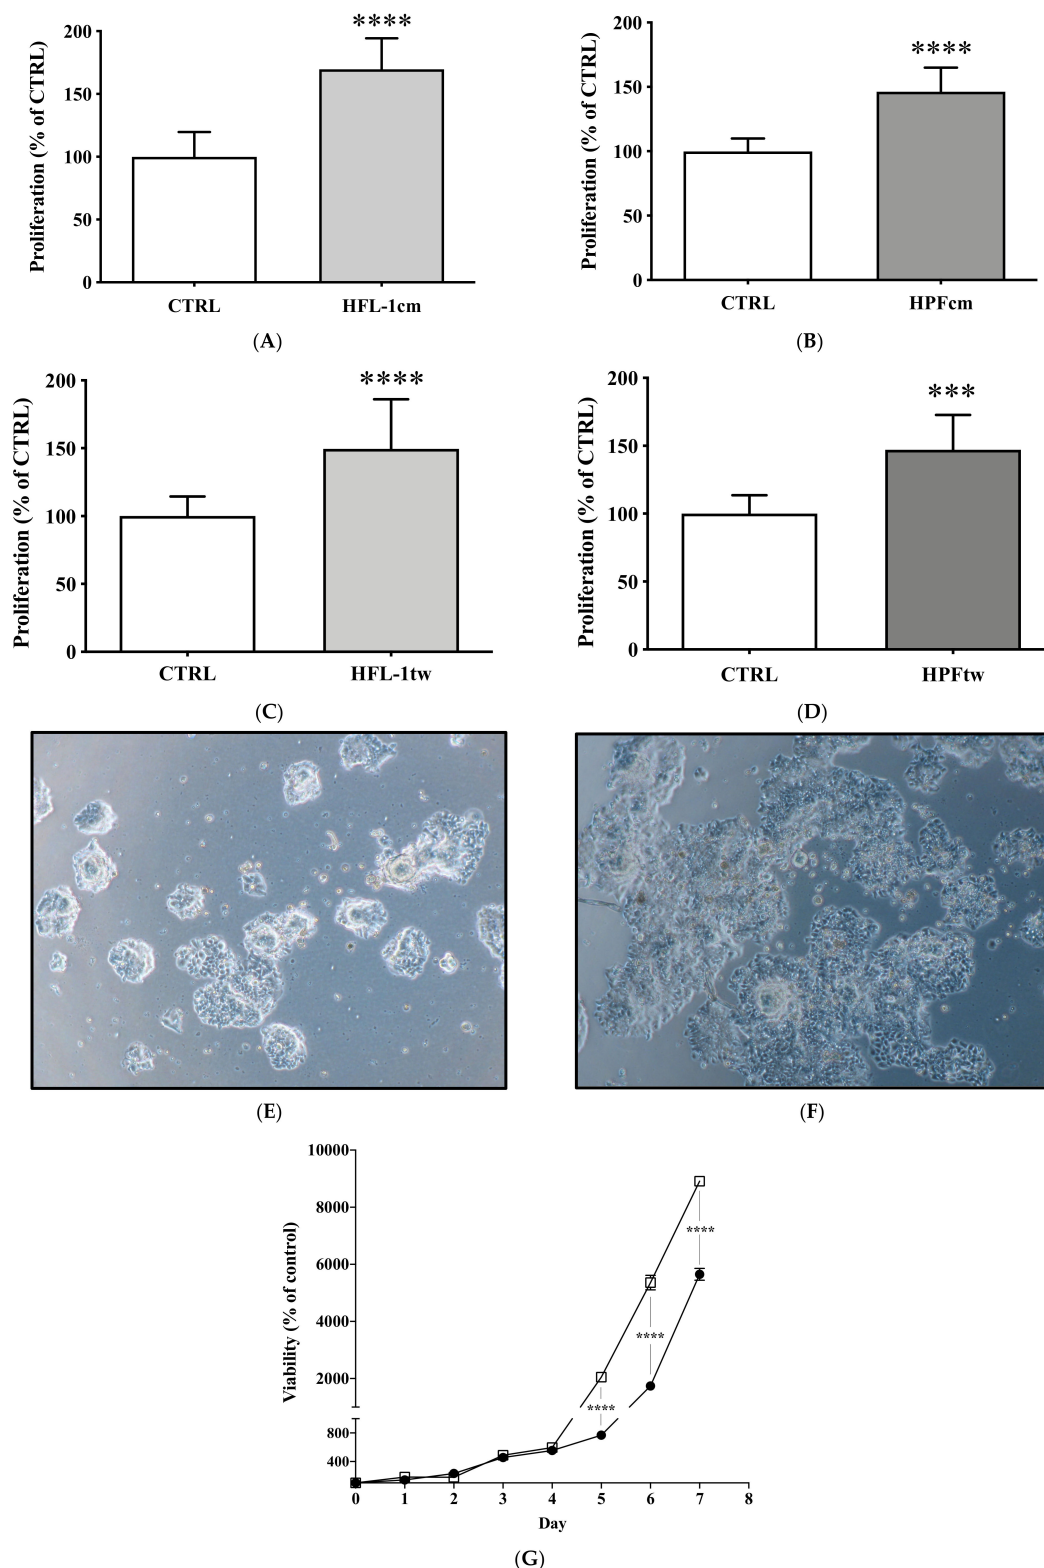 Proliferation (% of CTRL)
200
150
100
50
0
****
CTRL
HFL-1cm
(A)
Proliferation (% of CTRL)
200
150
100
50
0
****
CTRL
HPFcm
(B)
Proliferation (% of CTRL)
200
150
100
50
0
****
CTRL
HFL-1tw
(C)
Proliferation (% of CTRL)
200
150
100
50
0
***
CTRL
HPFtw
(D)
(E)
(F)
Viability (% of control)
10000
8000
6000
4000
2000
800
400
****
****
****
0 1 2 3 4 5 6 7 8
Day
(G)